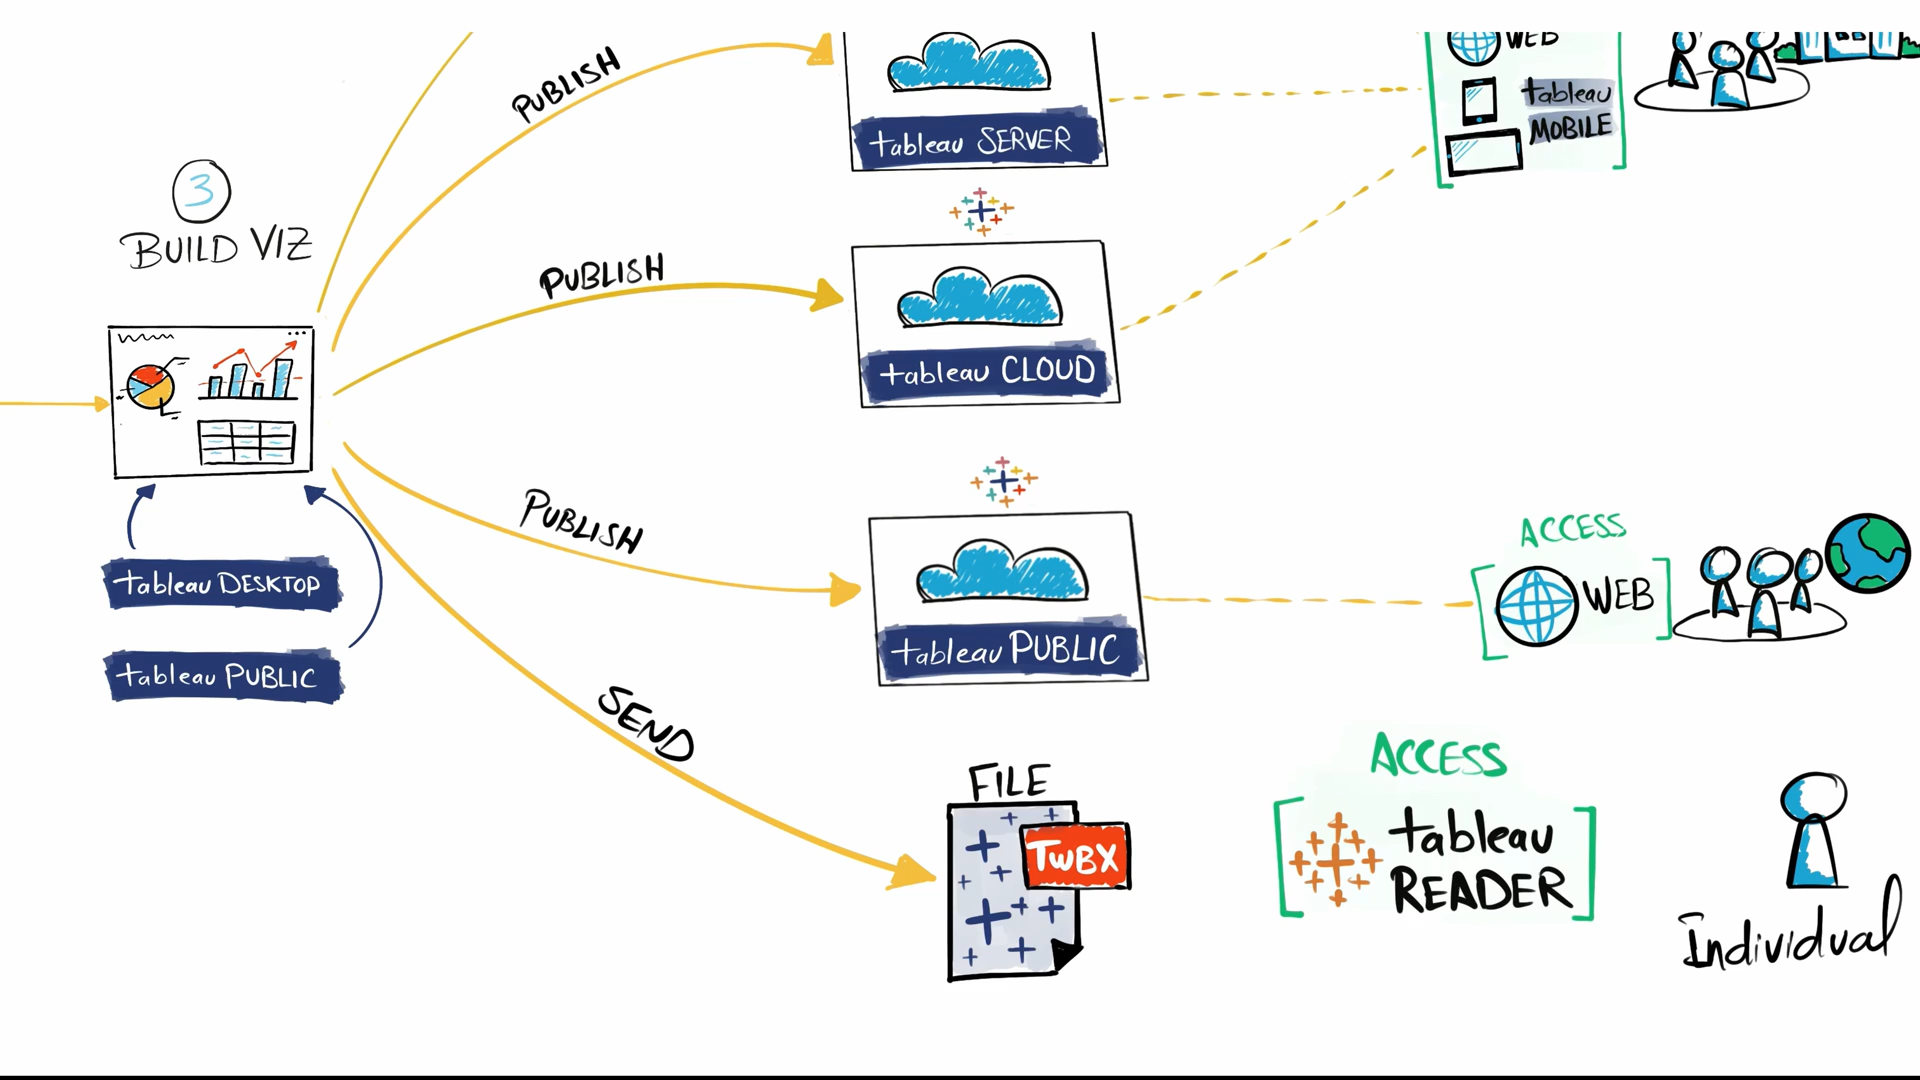 PUBLISH
tableau SERVER
WEB
tableau
MOBILE
3
BUILD VIZ
PUBLISH
tableau CLOUD
PUBLISH
tableau PUBLIC
ACCESS
WEB
tableau DESKTOP
tableau PUBLIC
SEND
FILE
TWBX
ACCESS
tableau
READER
Individual